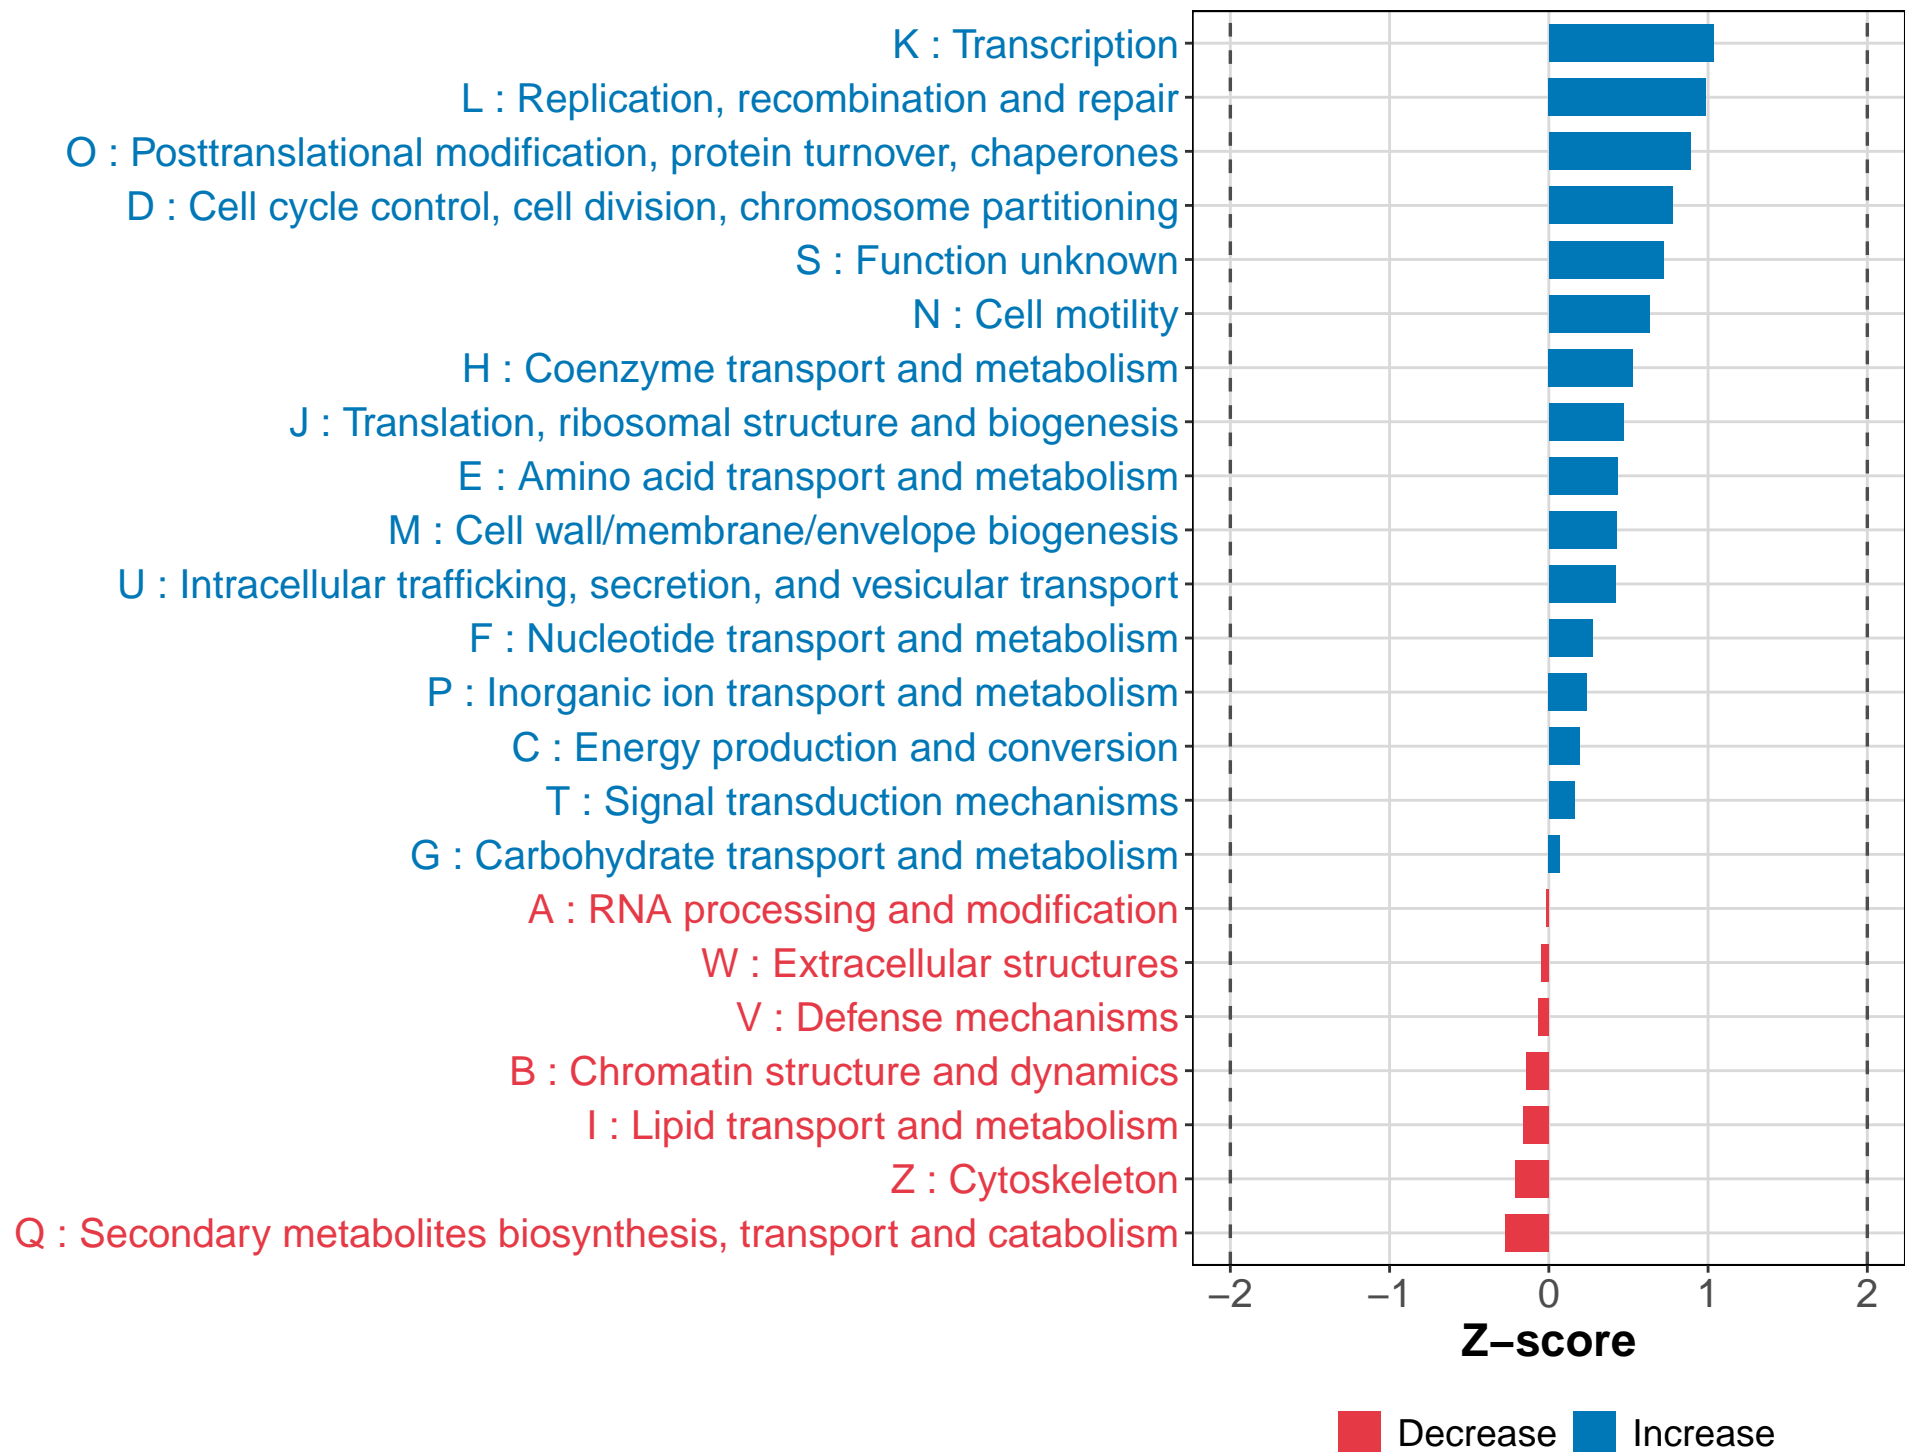 K : Transcription
L : Replication, recombination and repair
O : Posttranslational modification, protein turnover, chaperones
D : Cell cycle control, cell division, chromosome partitioning
S : Function unknown
N : Cell motility
H : Coenzyme transport and metabolism
J : Translation, ribosomal structure and biogenesis
E : Amino acid transport and metabolism
M : Cell wall/membrane/envelope biogenesis
U : Intracellular trafficking, secretion, and vesicular transport
F : Nucleotide transport and metabolism
P : Inorganic ion transport and metabolism
C : Energy production and conversion
T : Signal transduction mechanisms
G : Carbohydrate transport and metabolism
A : RNA processing and modification
W : Extracellular structures
V : Defense mechanisms
B : Chromatin structure and dynamics
I : Lipid transport and metabolism
Z : Cytoskeleton
Q : Secondary metabolites biosynthesis, transport and catabolism
−2 −1 0 1 2
Z−score
Decrease Increase